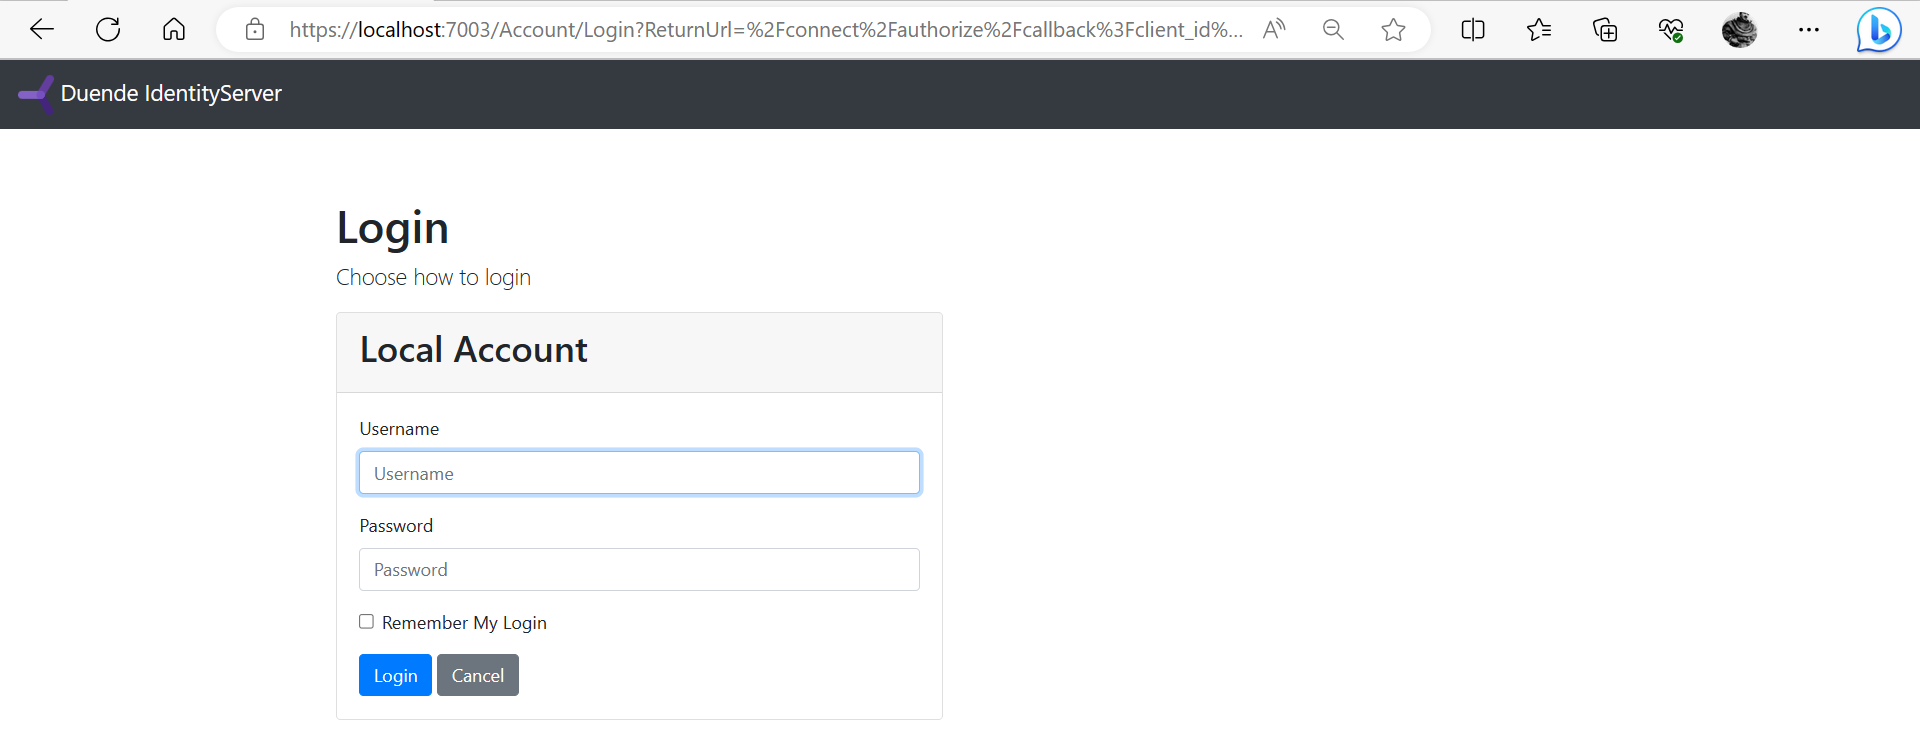 https://localhost:7003/Account/Login?ReturnUrl=%2Fconnect%2Fauthorize%2Fcallback%3Fclient_id%...
Duende IdentityServer
Login
Choose how to login
Local Account
Username
Username
Password
Password
Remember My Login
Login Cancel